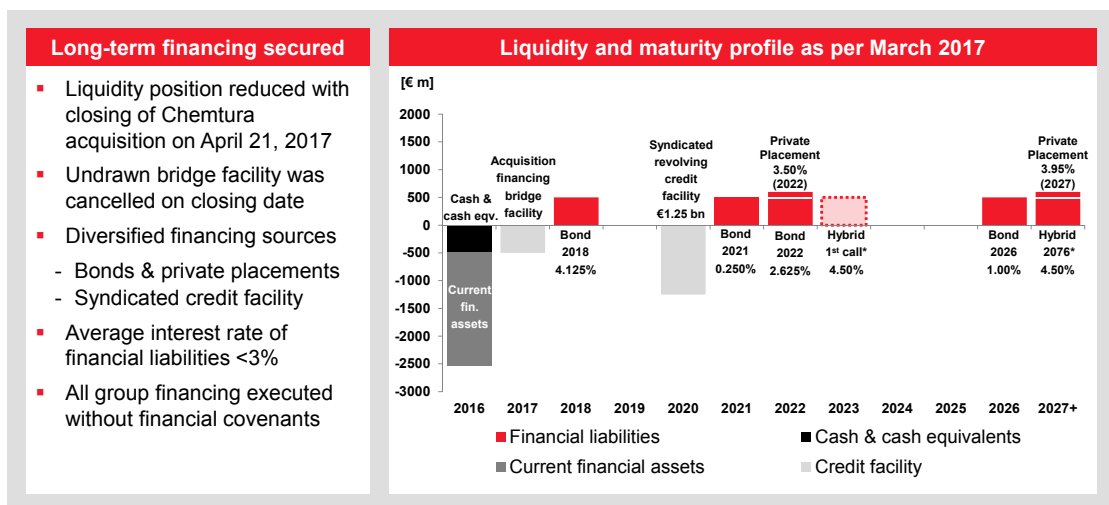 Long-term financing secured
▪ Liquidity position reduced with
closing of Chemtura
acquisition on April 21, 2017
▪ Undrawn bridge facility was
cancelled on closing date
▪ Diversified financing sources
- Bonds & private placements
- Syndicated credit facility
▪ Average interest rate of
financial liabilities <3%
▪ All group financing executed
without financial covenants
Liquidity and maturity profile as per March 2017
[€ m]
2000
1500
1000
500
0
-500
-1000
-1500
-2000
-2500
-3000
Cash &
cash eqv.
Current
fin.
assets
Acquisition
financing
bridge
facility
Bond
2018
4.125%
Syndicated
revolving
credit
facility
€1.25 bn
Bond
2021
0.250%
Private
Placement
3.50%
(2022)
Bond
2022
2.625%
Hybrid
1st call*
4.50%
Bond
2026
1.00%
Private
Placement
3.95%
(2027)
Hybrid
2076*
4.50%
2016 2017 2018 2019 2020 2021 2022 2023 2024 2025 2026 2027+
Financial liabilities
Cash & cash equivalents
Current financial assets
Credit facility